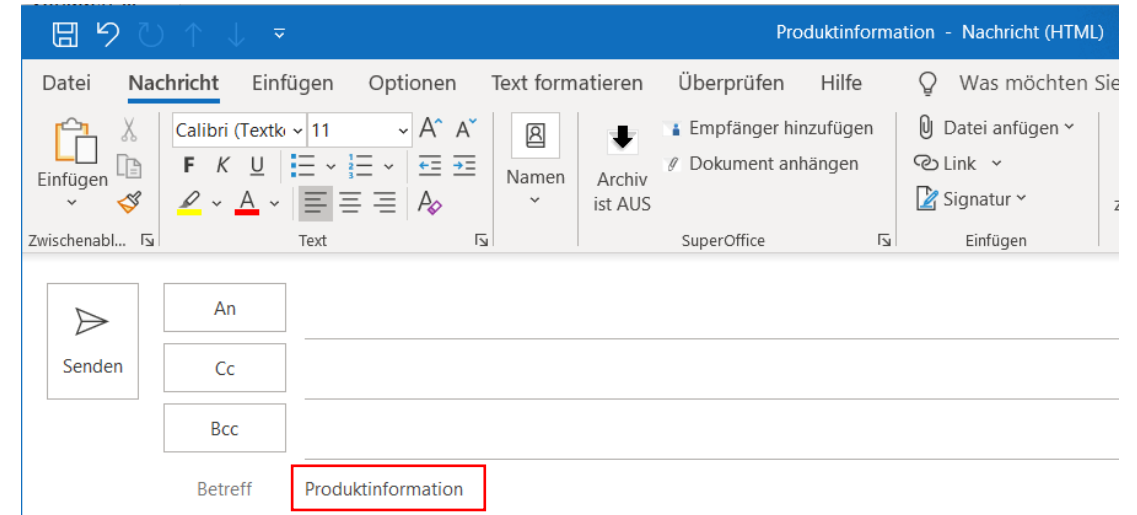 Produktinformation - Nachricht (HTML)
Datei Nachricht Einfügen Optionen Text formatieren Überprüfen Hilfe Was möchten Sie
Calibri (Textk 11 A A
Empfänger hinzufügen
Datei anfügen
F K U
Dokument anhängen
Link
Einfügen
Namen
Archiv
ist AUS
A
Signatur
Zwischenabl... Text SuperOffice Einfügen
An
Senden
Cc
Bcc
Betreff Produktinformation